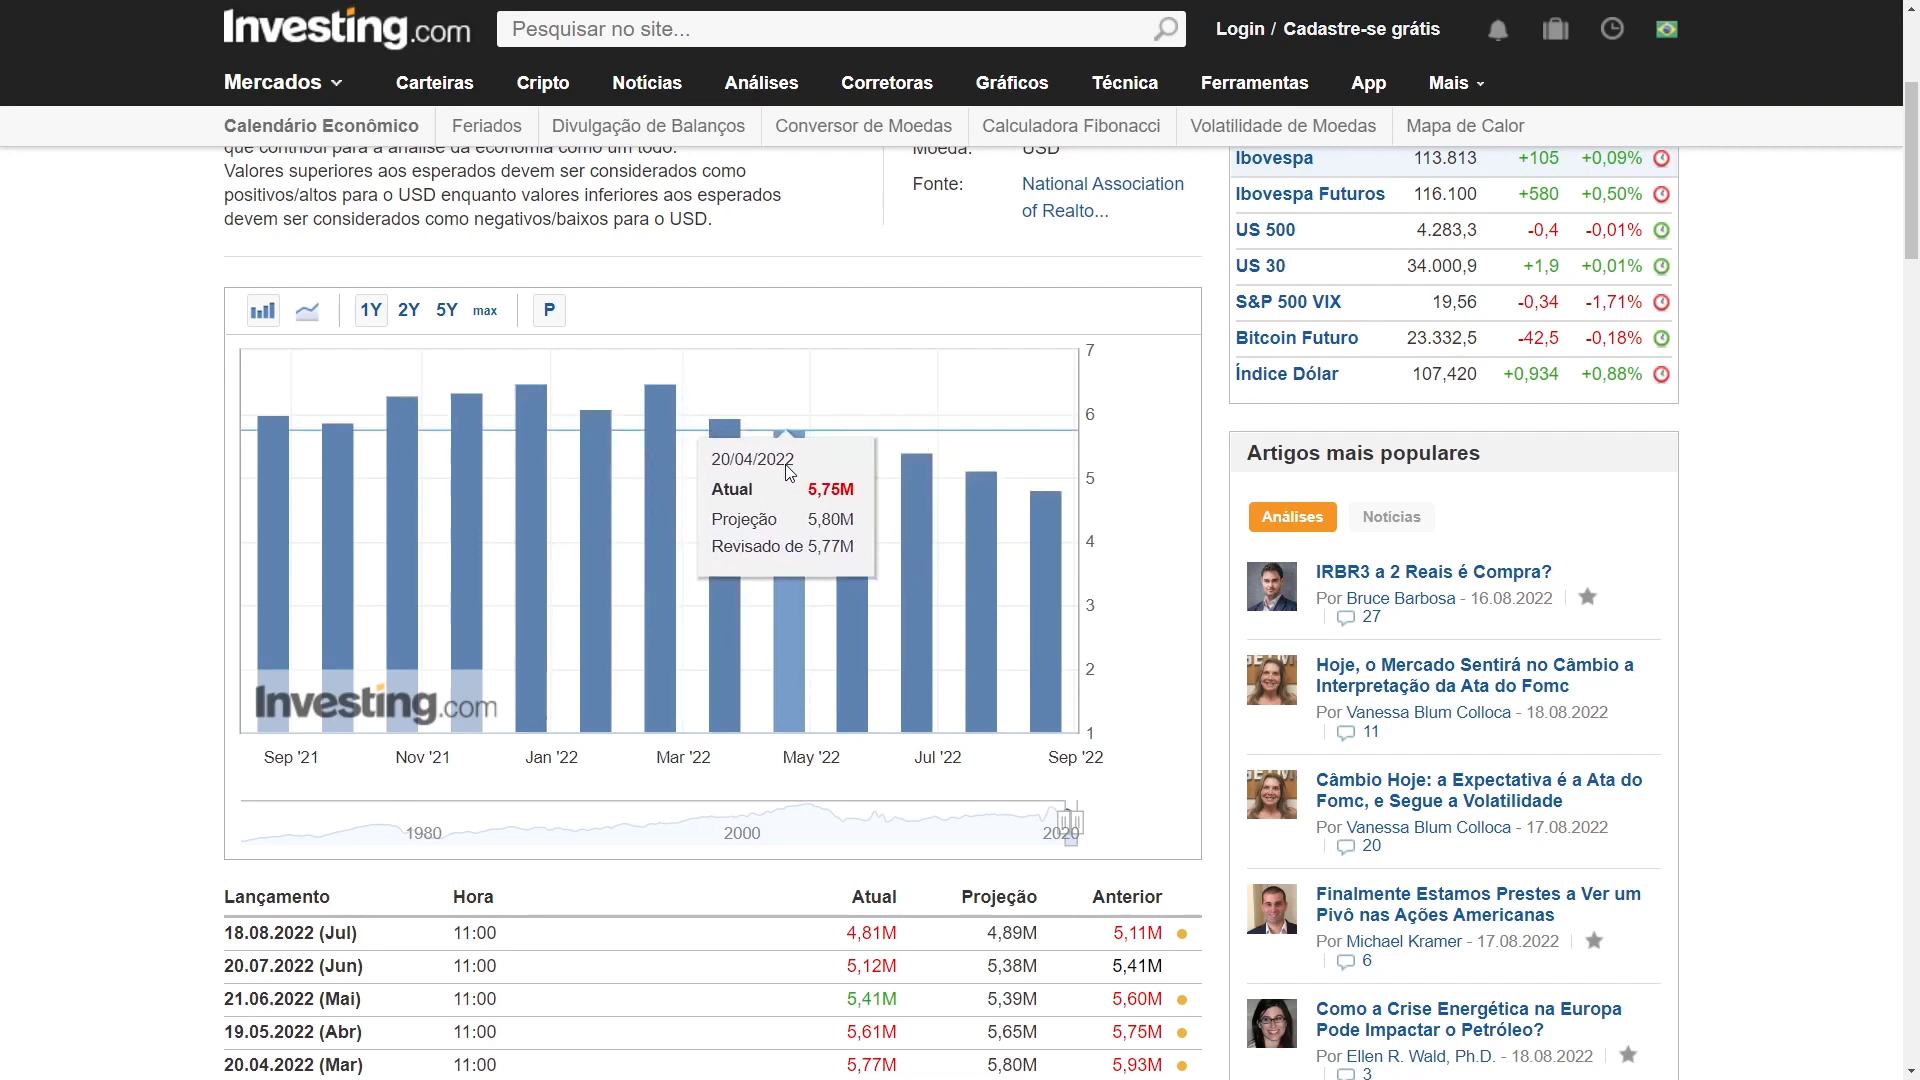 Investing.com
Pesquisar no site...
Login / Cadastre-se grátis
Mercados
Carteiras
Cripto
Notícias
Análises
Corretoras
Gráficos
Técnica
Ferramentas
App
Mais
Calendário Econômico
Feriados
Divulgação de Balanços
Conversor de Moedas
Calculadora Fibonacci
Volatilidade de Moedas
Mapa de Calor
que contribui para a análise da economia como um todo.
Valores superiores aos esperados devem ser considerados como
positivos/altos para o USD enquanto valores inferiores aos esperados
devem ser considerados como negativos/baixos para o USD.
Moeda: USD
Fonte: National Association
of Realto...
Ibovespa 113.813 +105 +0,09%
Ibovespa Futuros 116.100 +580 +0,50%
US 500 4.283,3 -0,4 -0,01%
US 30 34.000,9 +1,9 +0,01%
S&P 500 VIX 19,56 -0,34 -1,71%
Bitcoin Futuro 23.332,5 -42,5 -0,18%
Índice Dólar 107,420 +0,934 +0,88%
1Y 2Y 5Y max P
7
6
5
4
3
2
1
20/04/2022
Atual 5,75M
Projeção 5,80M
Revisado de 5,77M
Investing.com
Sep '21 Nov '21 Jan '22 Mar '22 May '22 Jul '22 Sep '22
1980 2000 2020
Lançamento Hora Atual Projeção Anterior
18.08.2022 (Jul) 11:00 4,81M 4,89M 5,11M
20.07.2022 (Jun) 11:00 5,12M 5,38M 5,41M
21.06.2022 (Mai) 11:00 5,41M 5,39M 5,60M
19.05.2022 (Abr) 11:00 5,61M 5,65M 5,75M
20.04.2022 (Mar) 11:00 5,77M 5,80M 5,93M
Artigos mais populares
Análises Notícias
IRBR3 a 2 Reais é Compra?
Por Bruce Barbosa - 16.08.2022
27
Hoje, o Mercado Sentirá no Câmbio a
Interpretação da Ata do Fomc
Por Vanessa Blum Colloca - 18.08.2022
11
Câmbio Hoje: a Expectativa é a Ata do
Fomc, e Segue a Volatilidade
Por Vanessa Blum Colloca - 17.08.2022
20
Finalmente Estamos Prestes a Ver um
Pivô nas Ações Americanas
Por Michael Kramer - 17.08.2022
6
Como a Crise Energética na Europa
Pode Impactar o Petróleo?
Por Ellen R. Wald, Ph.D. - 18.08.2022
3